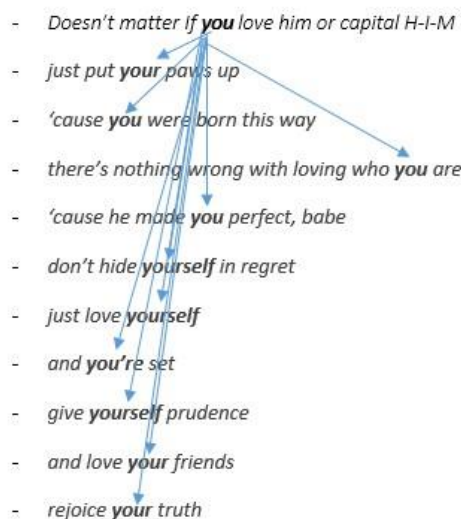 - Doesn't matter If you love him or capital H-I-M
- just put your paws up
- ‘cause you were born this way
- there's nothing wrong with loving who you are
- ‘cause he made you perfect, babe
- don't hide yourself in regret
- just love yourself
- and you're set
- give yourself prudence
- and love your friends
- rejoice your truth